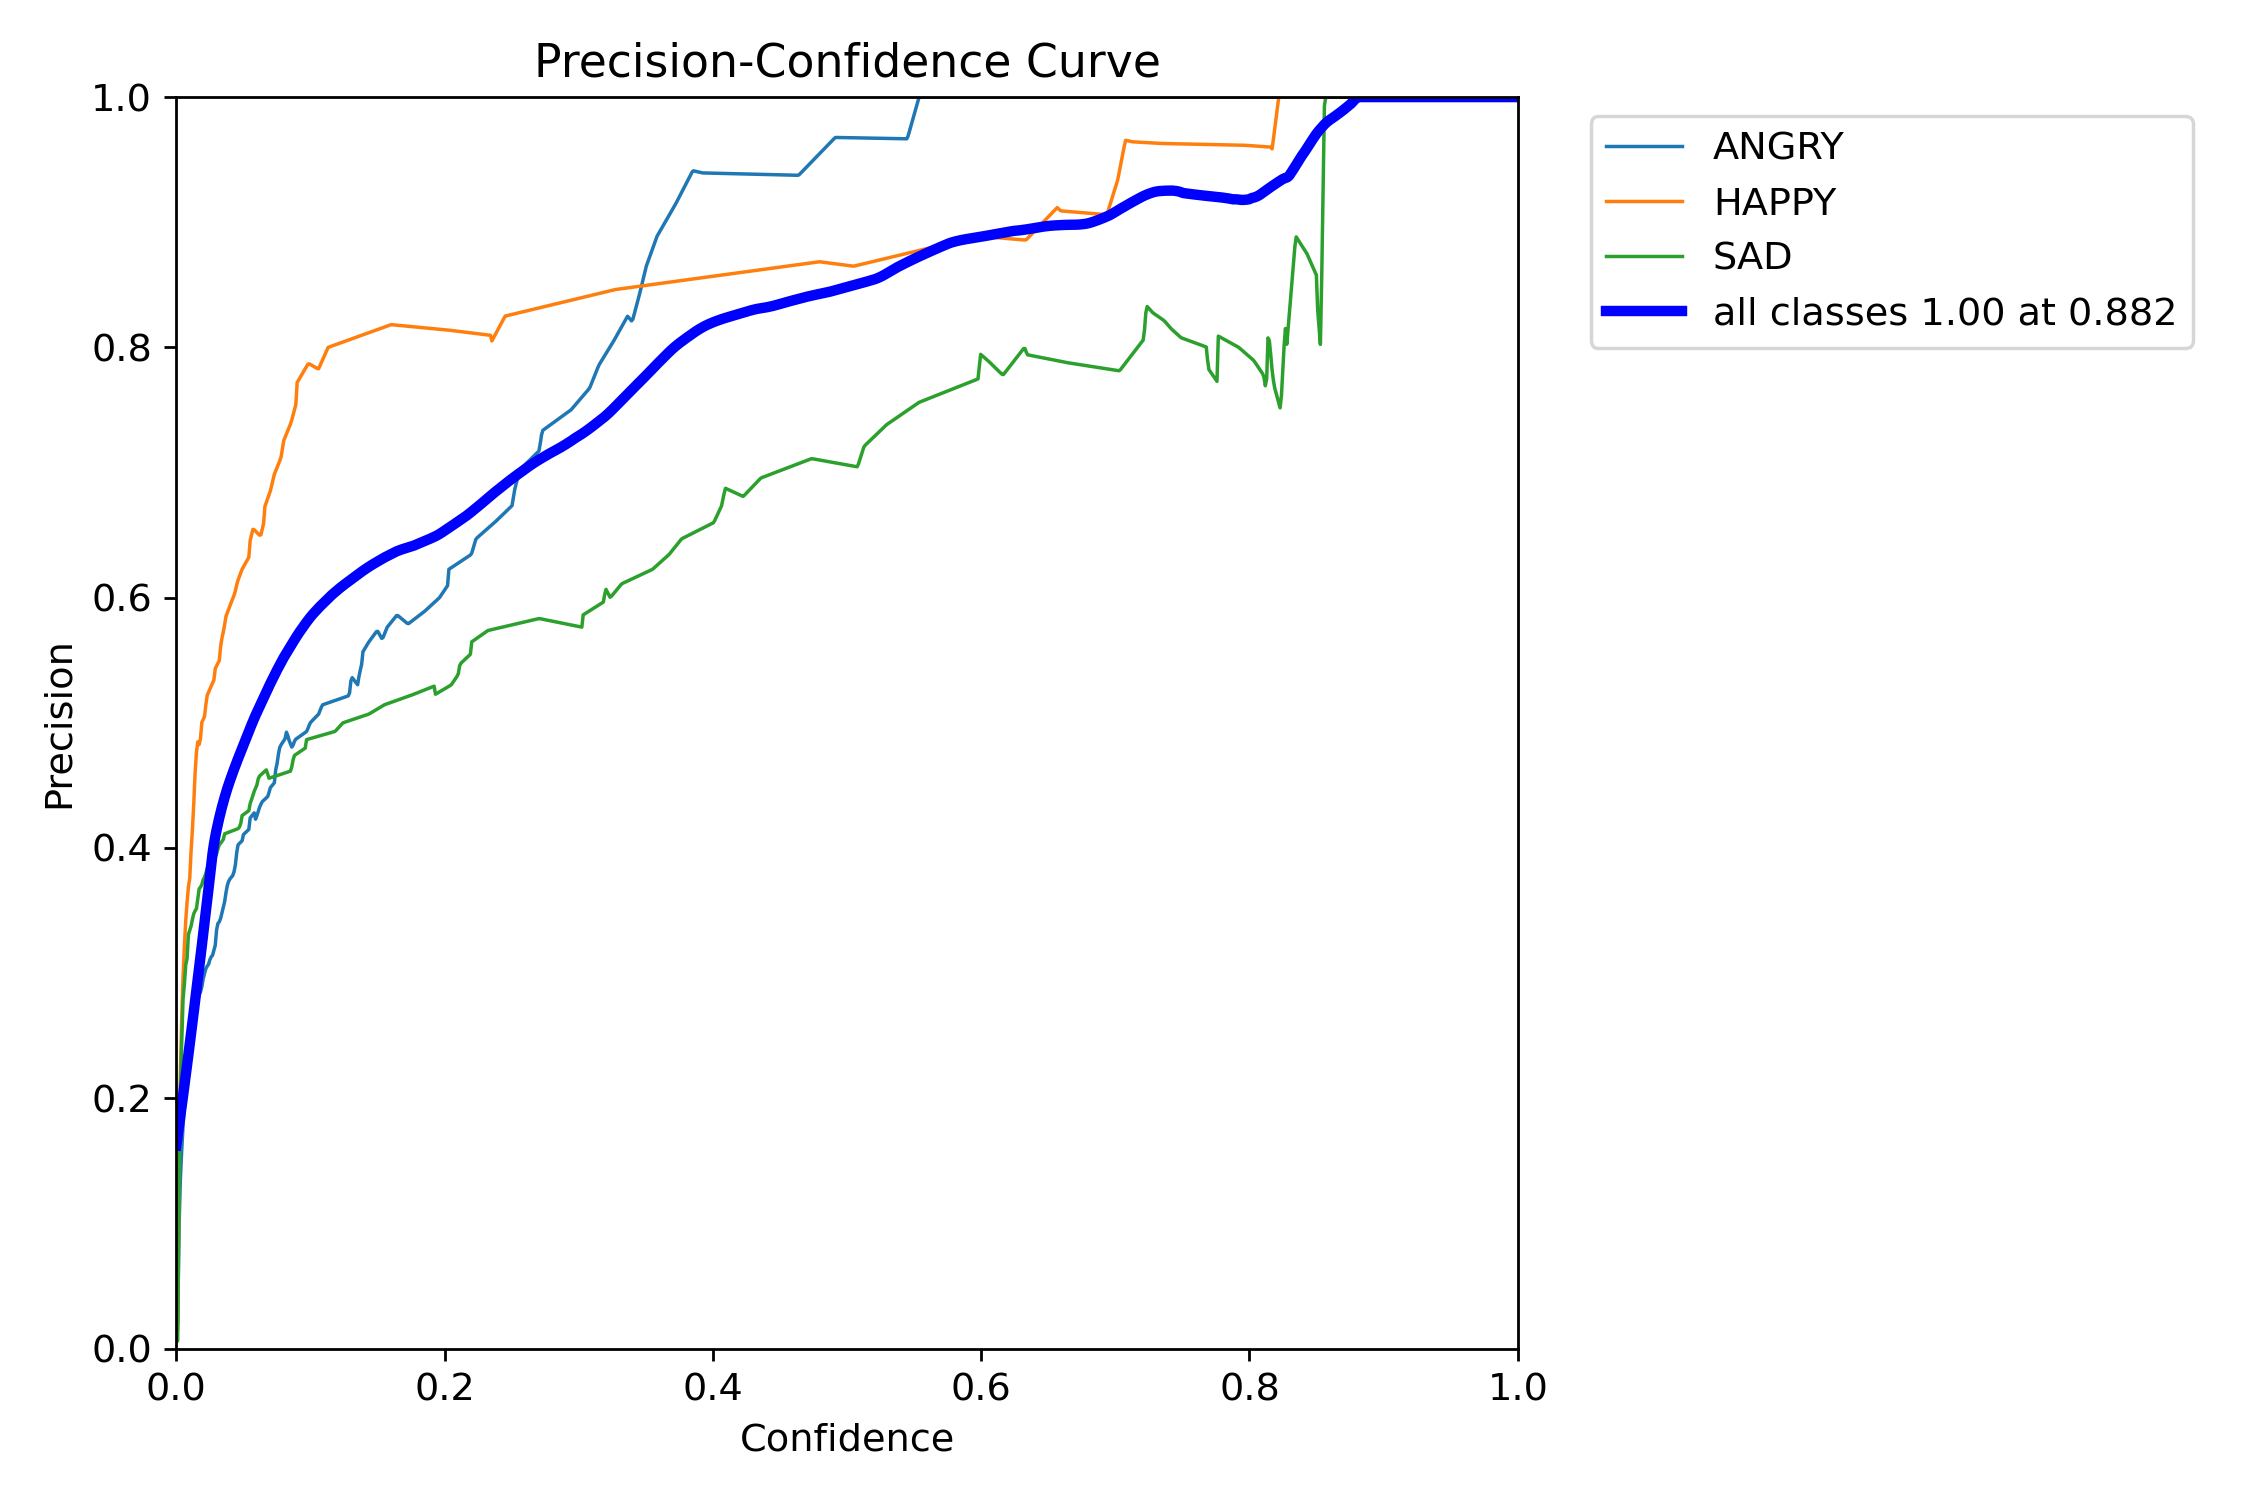 Precision-Confidence Curve
1.0
0.8
0.6
0.4
0.2
0.0
Precision
0.0 0.2 0.4 0.6 0.8 1.0
Confidence
ANGRY
HAPPY
SAD
all classes 1.00 at 0.882